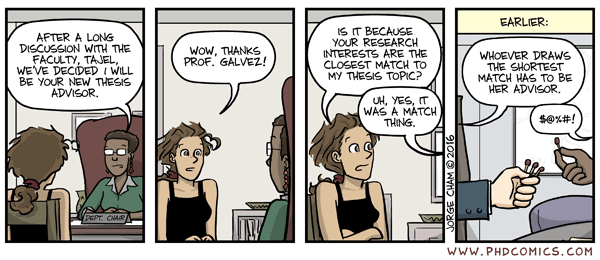 AFTER A LONG
DISCUSSION WITH THE
FACULTY, TAJEL,
WE'VE DECIDED I WILL
BE YOUR NEW THESIS
ADVISOR.
DEPT. CHAIR
WOW, THANKS
PROF. GALVEZ!
IS IT BECAUSE
YOUR RESEARCH
INTERESTS ARE THE
CLOSEST MATCH TO
MY THESIS TOPIC?
UH, YES, IT
WAS A MATCH
THING.
JORGE CHAM © 2016
EARLIER:
WHOEVER DRAWS
THE SHORTEST
MATCH HAS TO BE
HER ADVISOR.
$@%#!
WWW.PHDCOMICS.COM